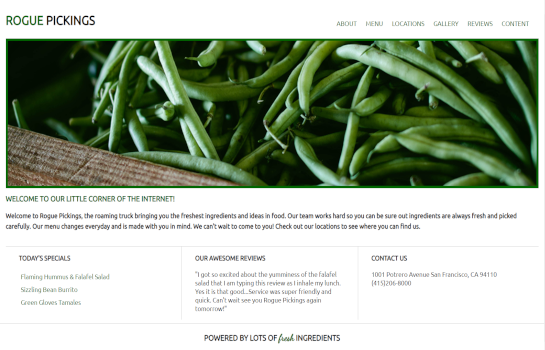 ROGUE PICKINGS
ABOUT MENU LOCATIONS GALLERY REVIEWS CONTENT
WELCOME TO OUR LITTLE CORNER OF THE INTERNET!
Welcome to Rogue Pickings, the roaming truck bringing you the freshest ingredients and ideas in food. Our team works hard so you can be sure out ingredients are always fresh and picked
carefully. Our menu changes everyday and is made with you in mind. We can't wait to come to you! Check out our locations to see where you can find us.
TODAY'S SPECIALS
Flaming Hummus & Falafel Salad
Sizzling Bean Burrito
Green Gloves Tamales
OUR AWESOME REVIEWS
"I got so excited about the yumminess of the falafel
salad that I am typing this review as I inhale my lunch.
Yes it is that good...Service was super friendly and
quick. Can't wait see you Rogue Pickings again
tomorrow!"
CONTACT US
1001 Potrero Avenue San Francisco, CA 94110
(415)206-8000
POWERED BY LOTS OF fresh INGREDIENTS